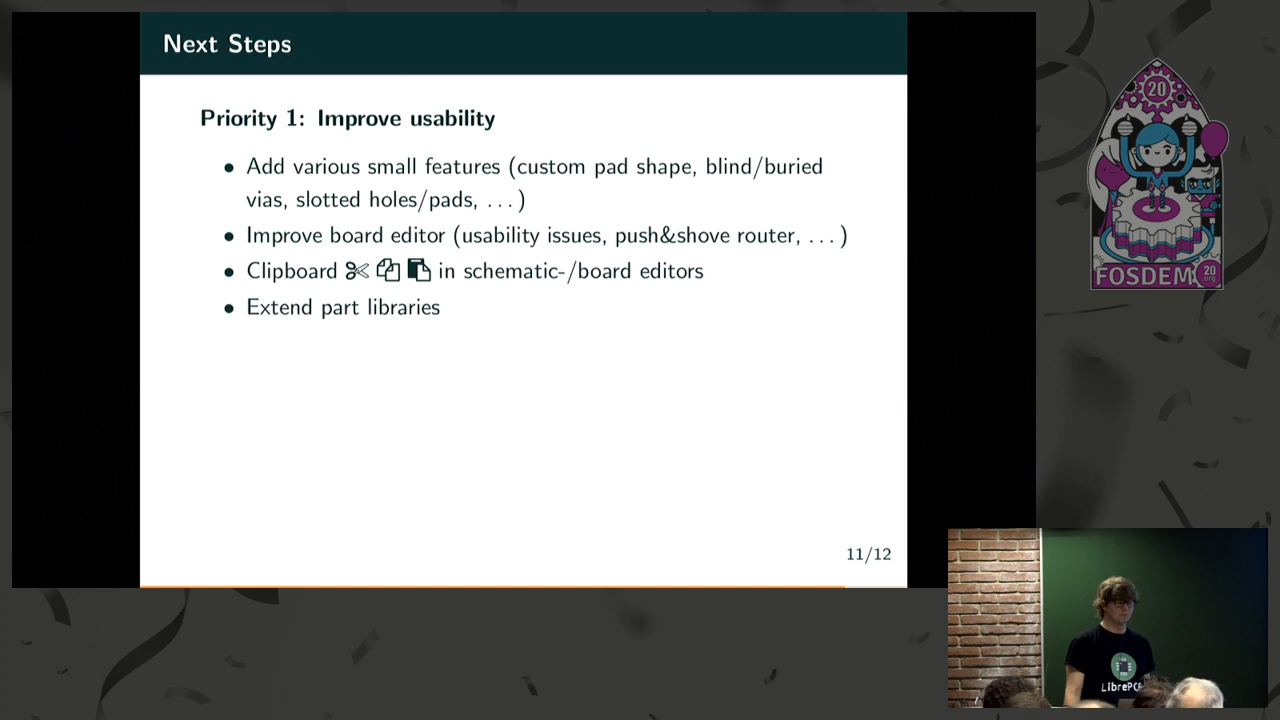 Next Steps
Priority 1: Improve usability
• Add various small features (custom pad shape, blind/buried
vias, slotted holes/pads, ...)
• Improve board editor (usability issues, push&shove router, ...)
• Clipboard in schematic-/board editors
• Extend part libraries
11/12
20
FOSDEM
20
.org
LibrePCB